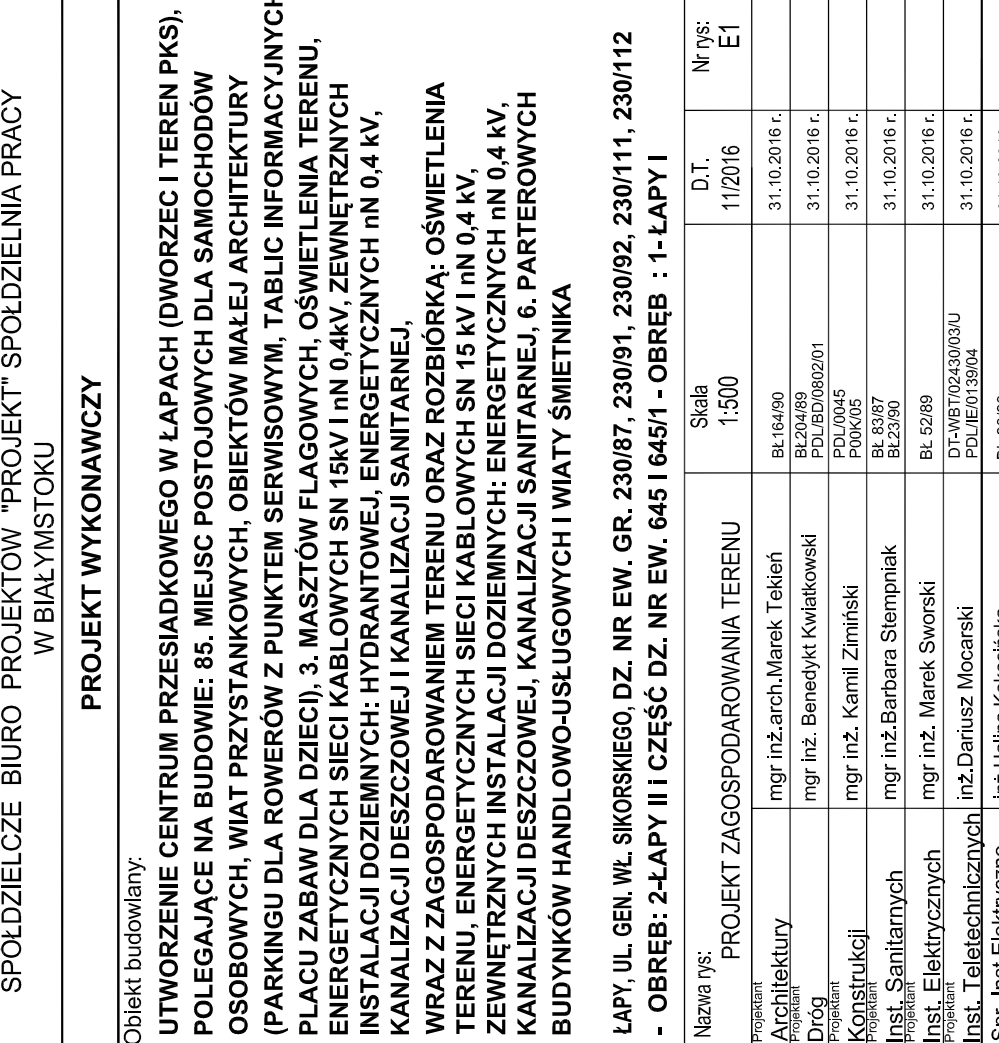 SPOŁDZIELCZE BIURO PROJEKTOW "PROJEKT" SPOŁDZIELNIA PRACY
W BIAŁYMSTOKU
PROJEKT WYKONAWCZY
Obiekt budowlany:
UTWORZENIE CENTRUM PRZESIADKOWEGO W ŁAPACH (DWORZEC I TEREN PKS),
POLEGAJĄCE NA BUDOWIE: 85. MIEJSC POSTOJOWYCH DLA SAMOCHODÓW
OSOBOWYCH, WIAT PRZYSTANKOWYCH, OBIEKTÓW MAŁEJ ARCHITEKTURY
(PARKINGU DLA ROWERÓW Z PUNKTEM SERWISOWYM, TABLIC INFORMACYJNYCH
PLACU ZABAW DLA DZIECI), 3. MASZTÓW FLAGOWYCH, OŚWIETLENIA TERENU,
ENERGETYCZNYCH SIECI KABLOWYCH SN 15kV I nN 0,4kV, ZEWNĘTRZNYCH
INSTALACJI DOZIEMNYCH: HYDRANTOWEJ, ENERGETYCZNYCH nN 0,4 kV,
KANALIZACJI DESZCZOWEJ I KANALIZACJI SANITARNEJ,
WRAZ Z ZAGOSPODAROWANIEM TERENU ORAZ ROZBIÓRKĄ: OŚWIETLENIA
TERENU, ENERGETYCZNYCH SIECI KABLOWYCH SN 15 kV I nN 0,4 kV,
ZEWNĘTRZNYCH INSTALACJI DOZIEMNYCH: ENERGETYCZNYCH nN 0,4 kV,
KANALIZACJI DESZCZOWEJ, KANALIZACJI SANITARNEJ, 6. PARTEROWYCH
BUDYNKÓW HANDLOWO-USŁUGOWYCH I WIATY ŚMIETNIKA
ŁAPY, UL. GEN. WŁ. SIKORSKIEGO, DZ. NR EW. GR. 230/87, 230/91, 230/92, 230/111, 230/112
- OBRĘB: 2-ŁAPY II i CZĘŚĆ DZ. NR EW. 645 I 645/1 - OBRĘB : 1- ŁAPY I
Nazwa rys: Skala D.T. Nr rys:
PROJEKT ZAGOSPODAROWANIA TERENU 1:500 11/2016 E1
Projektant
Architektury mgr inż.arch.Marek Tekień BŁ164/90 31.10.2016 r.
Projektant
Dróg mgr inż. Benedykt Kwiatkowski BŁ204/89 PDL/BD/0802/01 31.10.2016 r.
Projektant
Konstrukcji mgr inż. Kamil Zimiński PDL/0045 P00K/05 31.10.2016 r.
Projektant
Inst. Sanitarnych mgr inż.Barbara Stempniak BŁ 83/87 BŁ23/90 31.10.2016 r.
Projektant
Inst. Elektrycznych mgr inż. Marek Sworski BŁ 52/89 31.10.2016 r.
Projektant
Inst. Teletechnicznych inż.Dariusz Mocarski DT-WBT/02430/03/U PDL/IE/0139/04 31.10.2016 r.